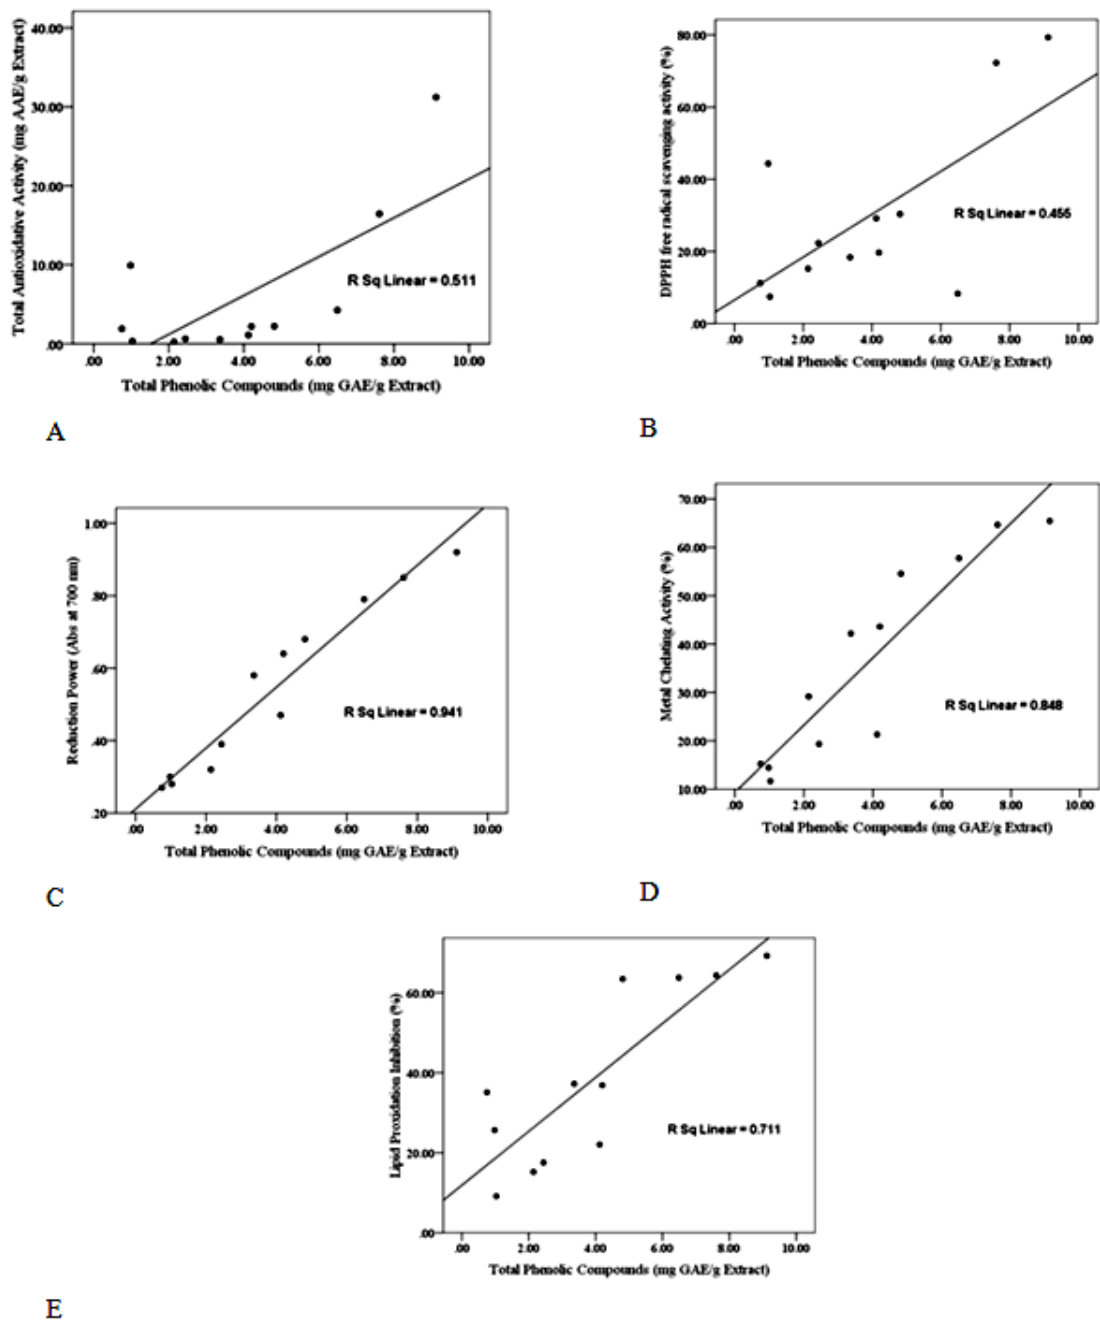 40.00
30.00
20.00
10.00
.00
Total Antioxidative Activity (mg AAE/g Extract)
R Sq Linear = 0.511
.00 2.00 4.00 6.00 8.00 10.00
Total Phenolic Compounds (mg GAE/g Extract)
A
80.00
60.00
40.00
20.00
.00
DPPH free radical scavenging activity (%)
R Sq Linear = 0.455
.00 2.00 4.00 6.00 8.00 10.00
Total Phenolic Compounds (mg GAE/g Extract)
B
1.00
.80
.60
.40
.20
Reduction Power (Abs at 700 nm)
R Sq Linear = 0.941
.00 2.00 4.00 6.00 8.00 10.00
Total Phenolic Compounds (mg GAE/g Extract)
C
70.00
60.00
50.00
40.00
30.00
20.00
10.00
Metal Chelating Activity (%)
R Sq Linear = 0.848
.00 2.00 4.00 6.00 8.00 10.00
Total Phenolic Compounds (mg GAE/g Extract)
D
60.00
40.00
20.00
.00
Lipid Proxidation Inhibition (%)
R Sq Linear = 0.711
.00 2.00 4.00 6.00 8.00 10.00
Total Phenolic Compounds (mg GAE/g Extract)
E